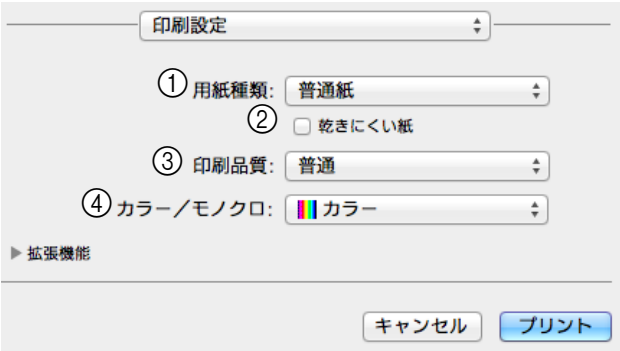 印刷設定
① 用紙種類: 普通紙
② 乾きにくい紙
③ 印刷品質: 普通
④ カラー/モノクロ: カラー
拡張機能
キャンセル プリント